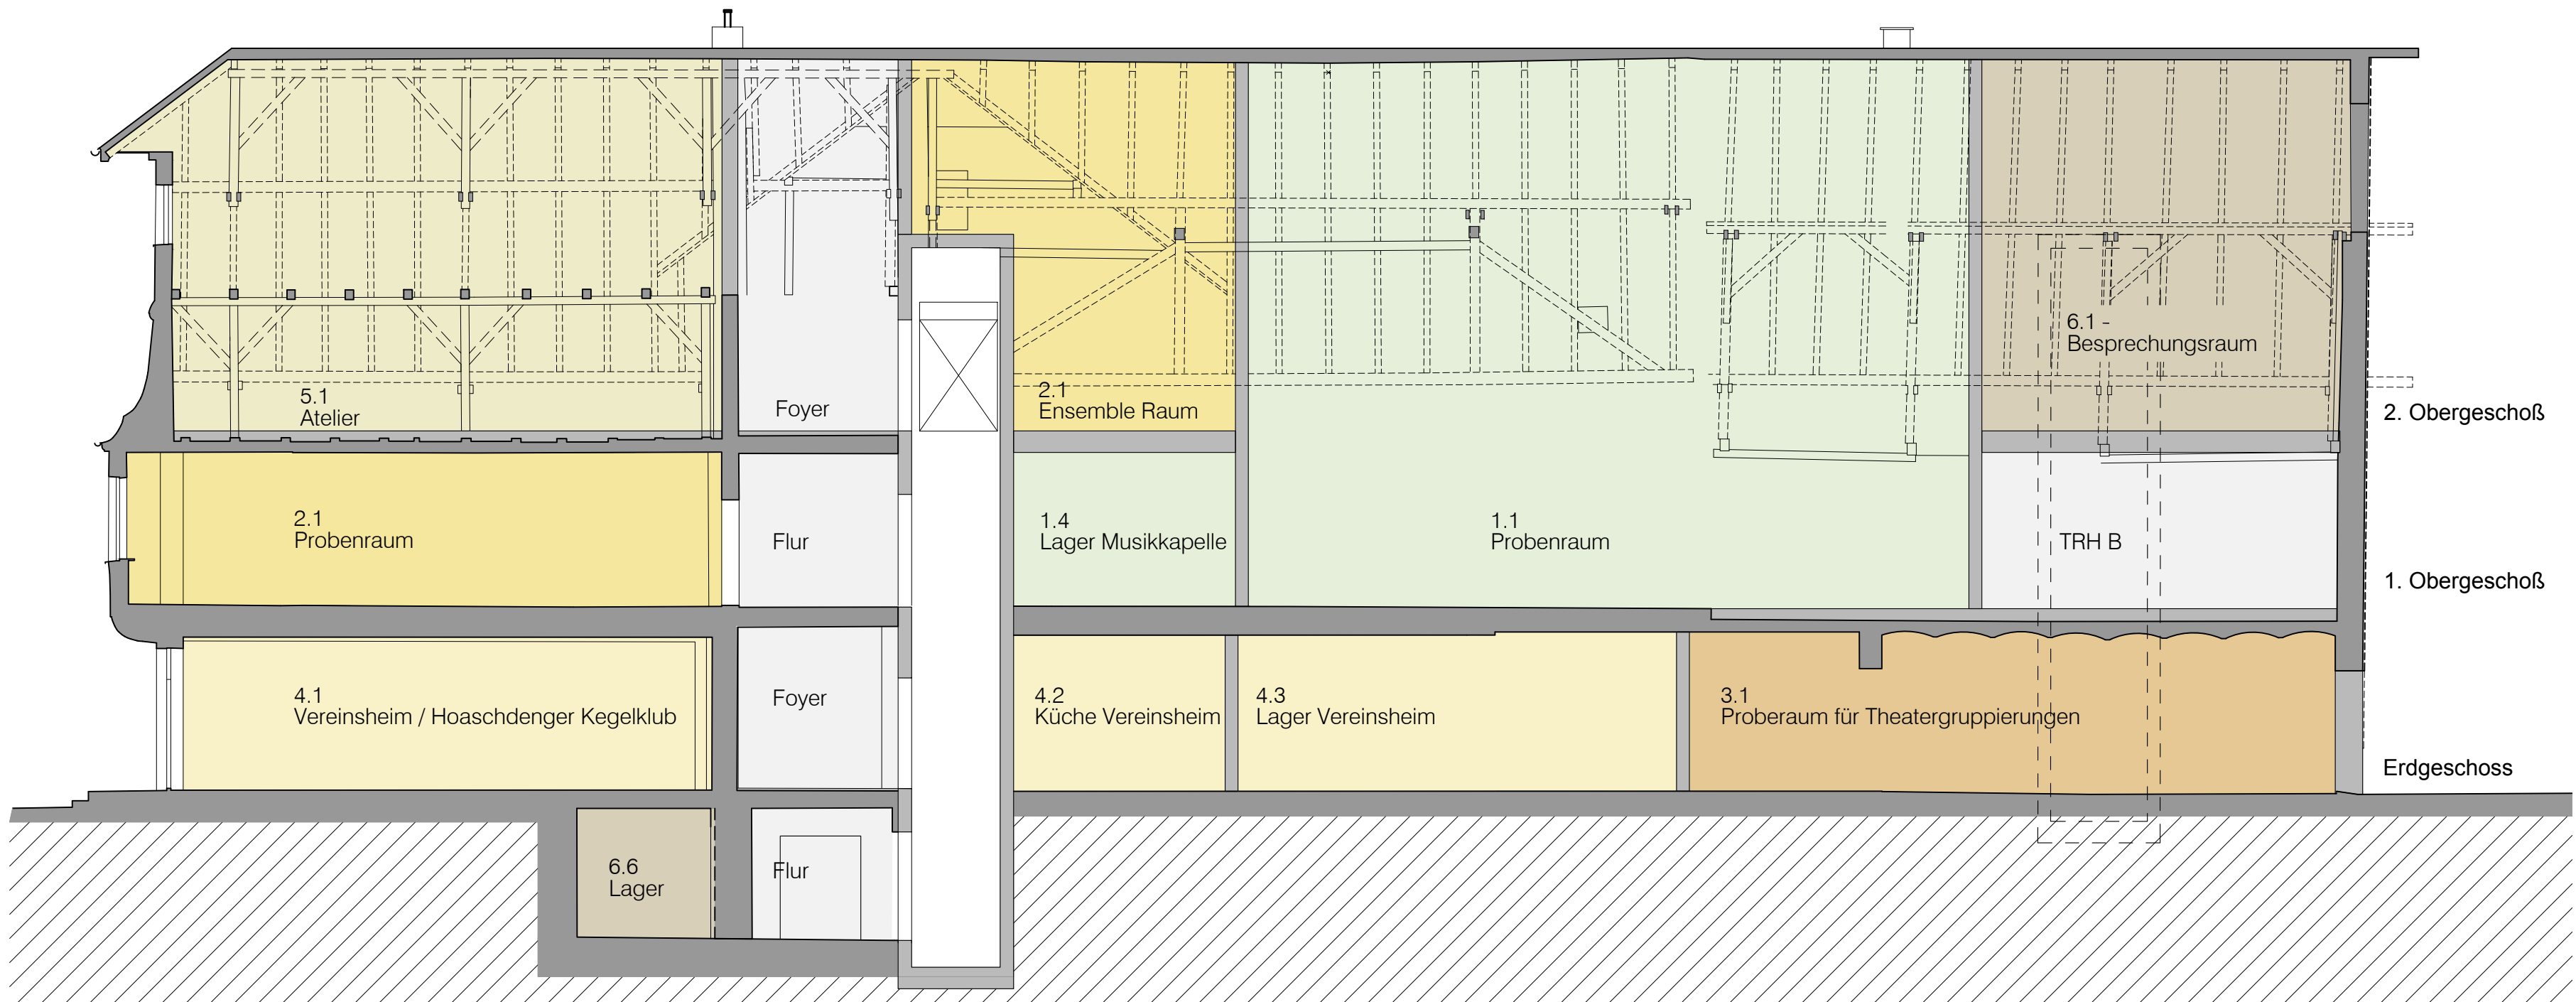 6.1 -
Besprechungsraum
5.1
Atelier
Foyer
2.1
Ensemble Raum
2. Obergeschoß
2.1
Probenraum
Flur
1.4
Lager Musikkapelle
1.1
Probenraum
TRH B
1. Obergeschoß
4.1
Vereinsheim / Hoaschdenger Kegelklub
Foyer
4.2
Küche Vereinsheim
4.3
Lager Vereinsheim
3.1
Proberaum für Theatergruppierungen
Erdgeschoss
6.6
Lager
Flur